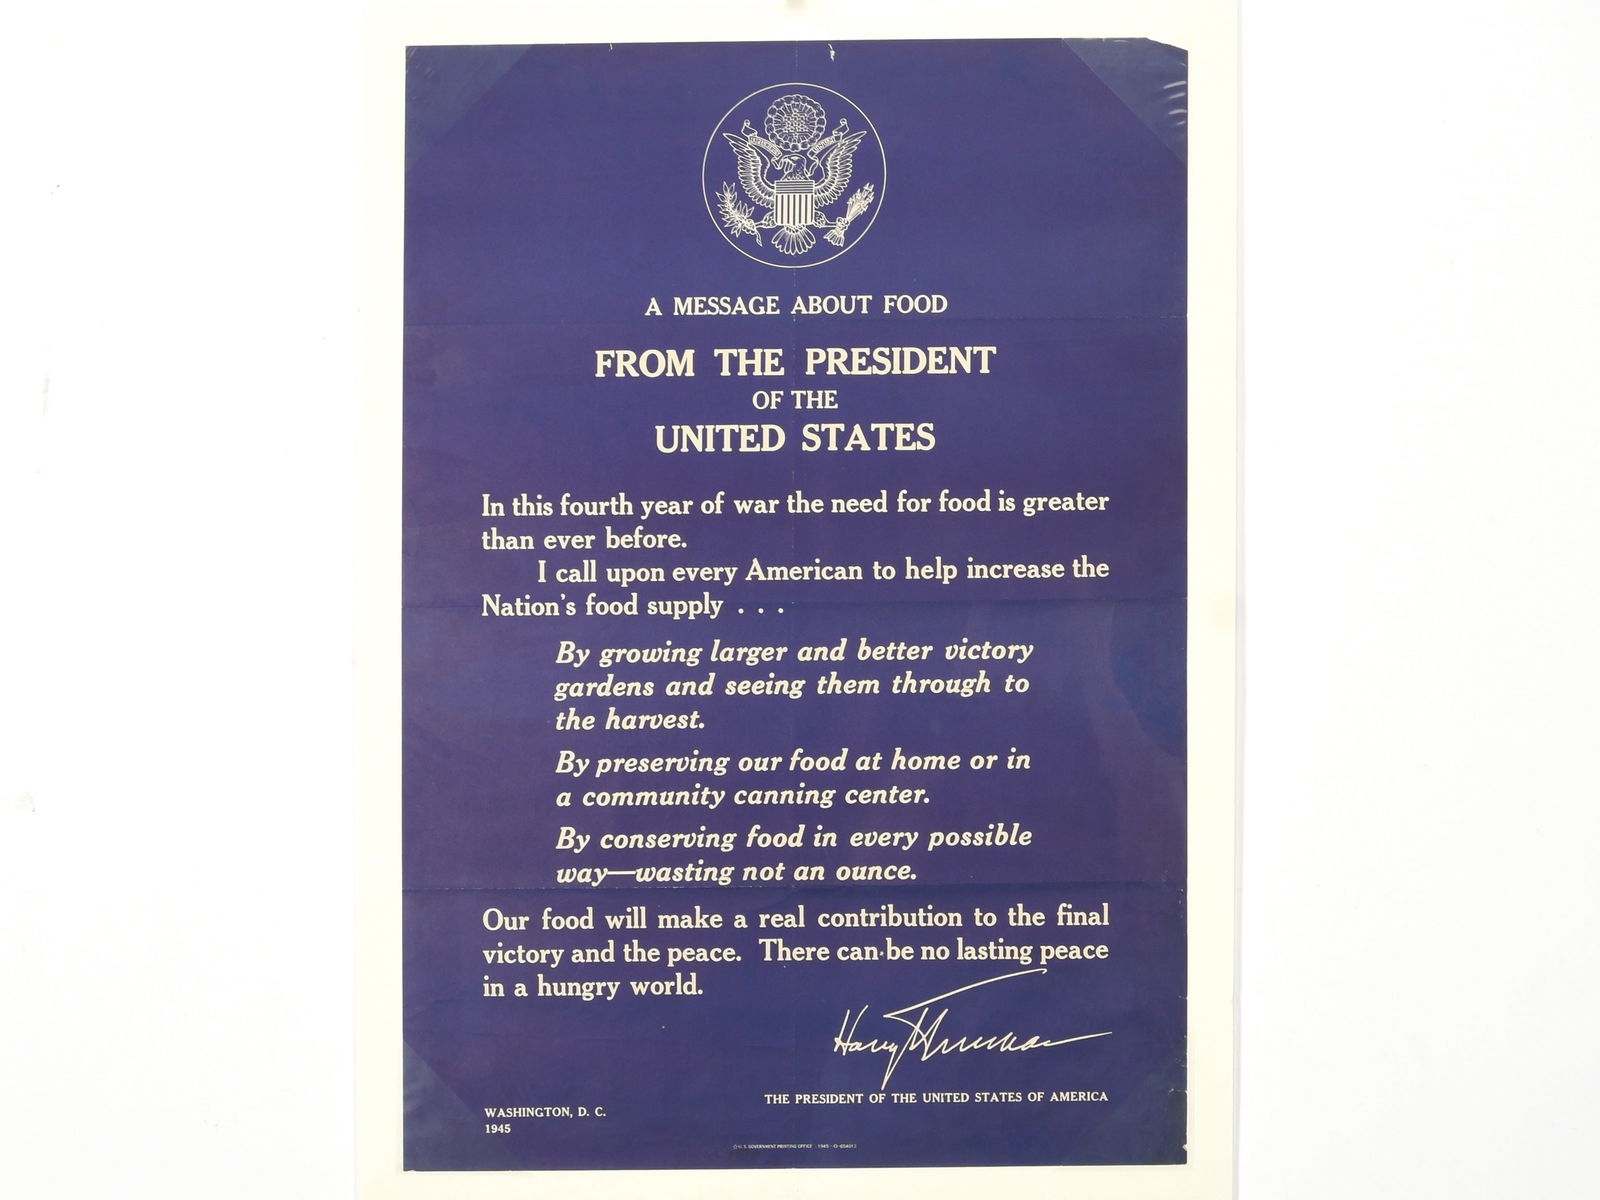 A MESSAGE ABOUT FOOD
FROM THE PRESIDENT
OF THE
UNITED STATES
In this fourth year of war the need for food is greater
than ever before.
I call upon every American to help increase the
Nation's food supply . . .
By growing larger and better victory
gardens and seeing them through to
the harvest.
By preserving our food at home or in
a community canning center.
By conserving food in every possible
way—wasting not an ounce.
Our food will make a real contribution to the final
victory and the peace. There can be no lasting peace
in a hungry world.
Harry Truman
THE PRESIDENT OF THE UNITED STATES OF AMERICA
WASHINGTON, D. C.
1945
U. S. GOVERNMENT PRINTING OFFICE : 1945—O-654012